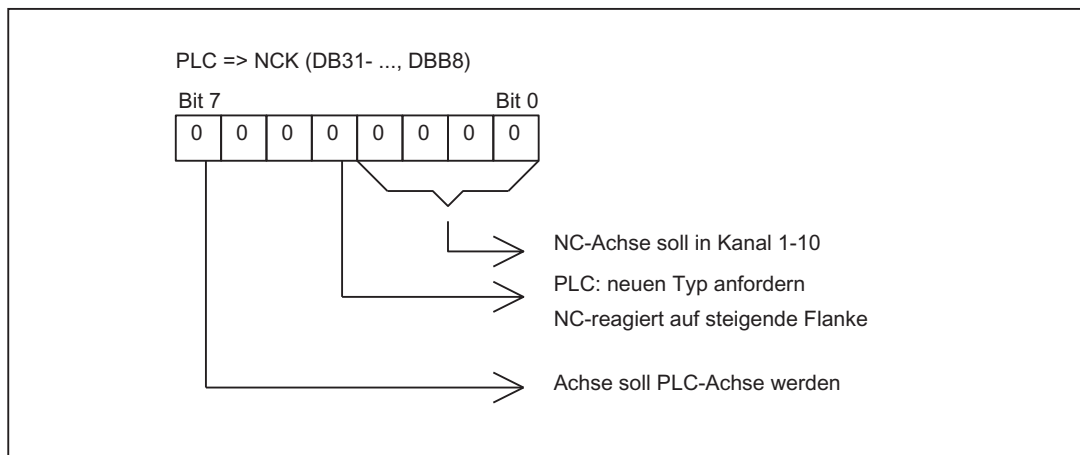 PLC => NCK (DB31- ..., DBB8)
Bit 7 Bit 0
0 0 0 0 0 0 0 0
NC-Achse soll in Kanal 1-10
PLC: neuen Typ anfordern
NC-reagiert auf steigende Flanke
Achse soll PLC-Achse werden